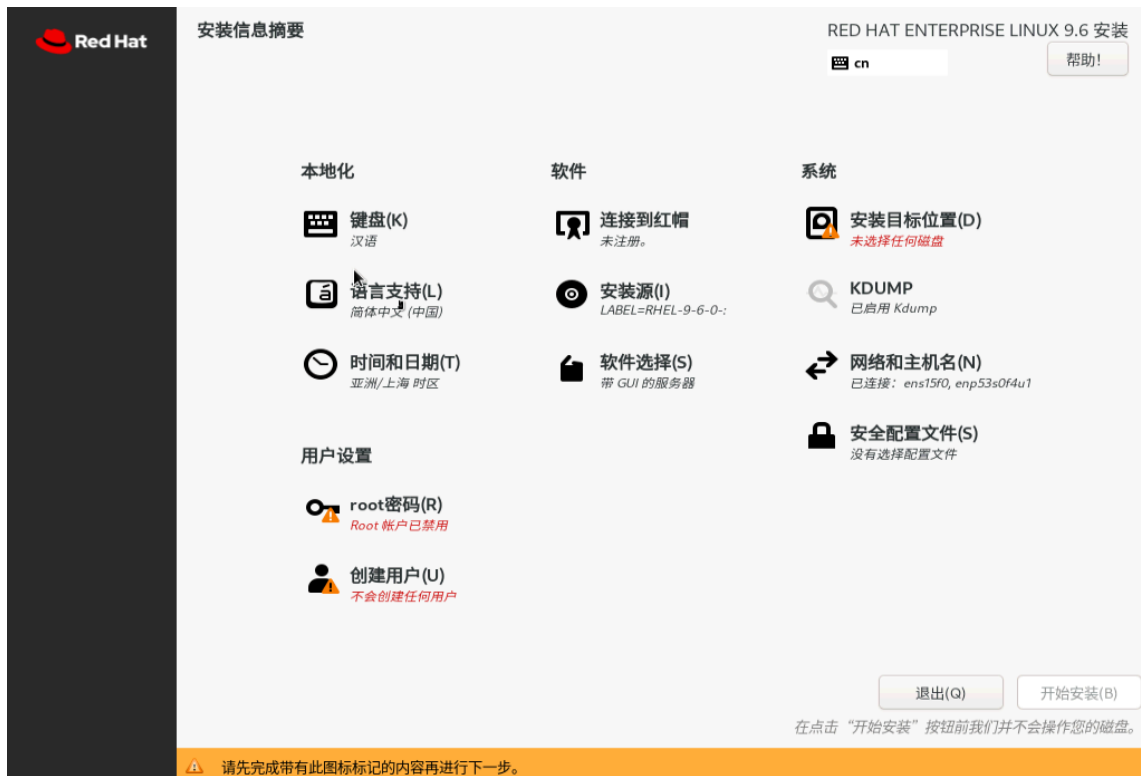 Red Hat
安装信息摘要
RED HAT ENTERPRISE LINUX 9.6 安装
cn
帮助!
本地化
键盘(K)
汉语
语言支持(L)
简体中文 (中国)
时间和日期(T)
亚洲/上海 时区
用户设置
root密码(R)
Root 帐户已禁用
创建用户(U)
不会创建任何用户
软件
连接到红帽
未注册。
安装源(I)
LABEL=RHEL-9-6-0-:
软件选择(S)
带 GUI 的服务器
系统
安装目标位置(D)
未选择任何磁盘
KDUMP
已启用 Kdump
网络和主机名(N)
已连接：ens15f0, enp53s0f4u1
安全配置文件(S)
没有选择配置文件
退出(Q)
开始安装(B)
在点击“开始安装”按钮前我们并不会操作您的磁盘。
请先完成带有此图标标记的内容再进行下一步。